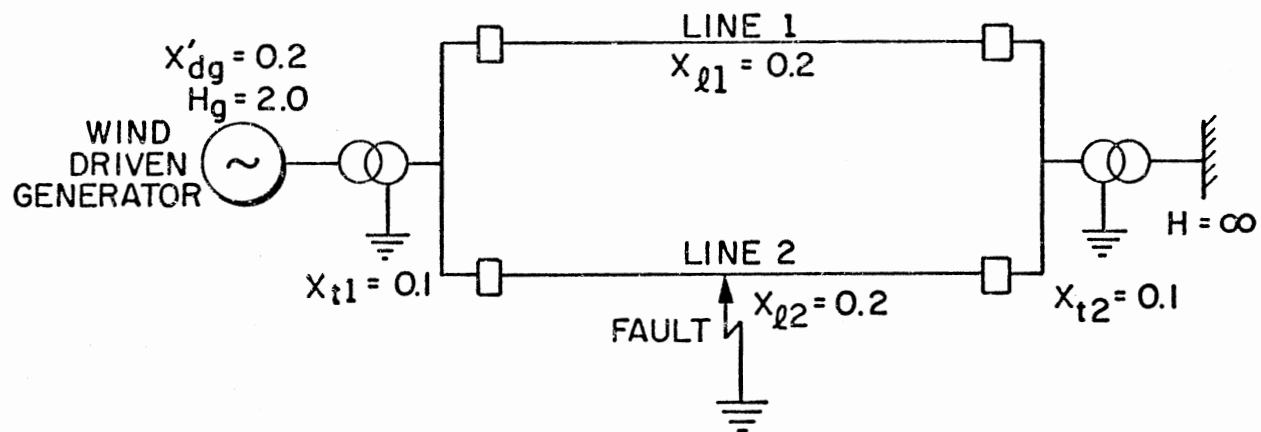 X'dg = 0.2
Hg = 2.0
WIND
DRIVEN
GENERATOR
~
LINE 1
Xℓ1 = 0.2
Xt1 = 0.1
LINE 2
Xℓ2 = 0.2
FAULT
Xt2 = 0.1
H = ∞